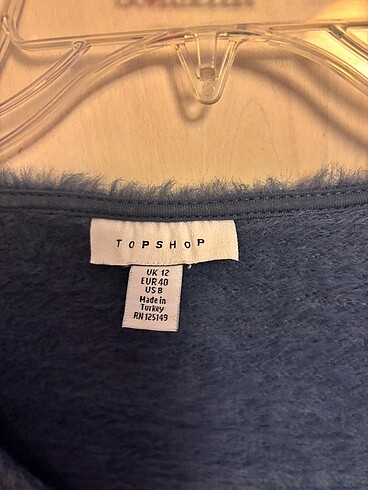 TOPSHOP
UK 12
EUR 40
US 8
Made in
Turkey
RN 125149